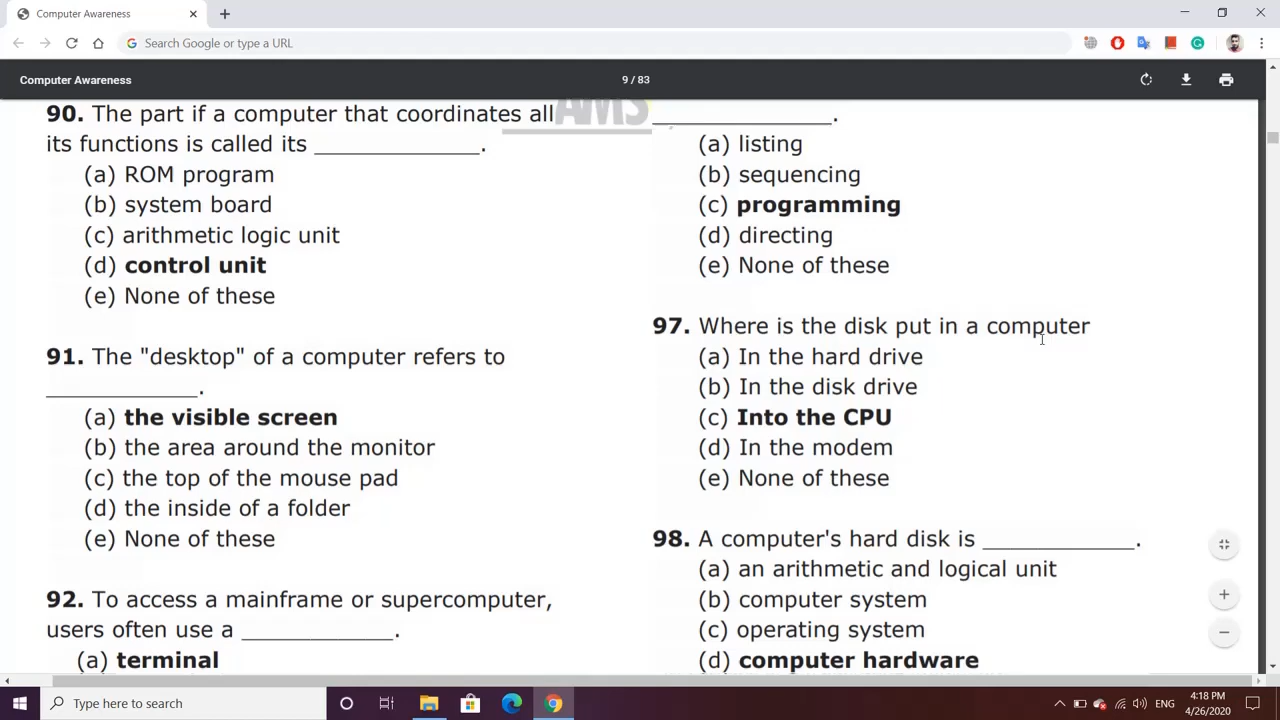 Computer Awareness
Search Google or type a URL
Computer Awareness
9 / 83
AMS
90. The part if a computer that coordinates all
its functions is called its ______________.
(a) ROM program
(b) system board
(c) arithmetic logic unit
(d) control unit
(e) None of these
91. The "desktop" of a computer refers to
_____________.
(a) the visible screen
(b) the area around the monitor
(c) the top of the mouse pad
(d) the inside of a folder
(e) None of these
92. To access a mainframe or supercomputer,
users often use a _____________.
(a) terminal
_______________.
(a) listing
(b) sequencing
(c) programming
(d) directing
(e) None of these
97. Where is the disk put in a computer
(a) In the hard drive
(b) In the disk drive
(c) Into the CPU
(d) In the modem
(e) None of these
98. A computer's hard disk is _____________.
(a) an arithmetic and logical unit
(b) computer system
(c) operating system
(d) computer hardware
Type here to search
ENG
4:18 PM
4/26/2020